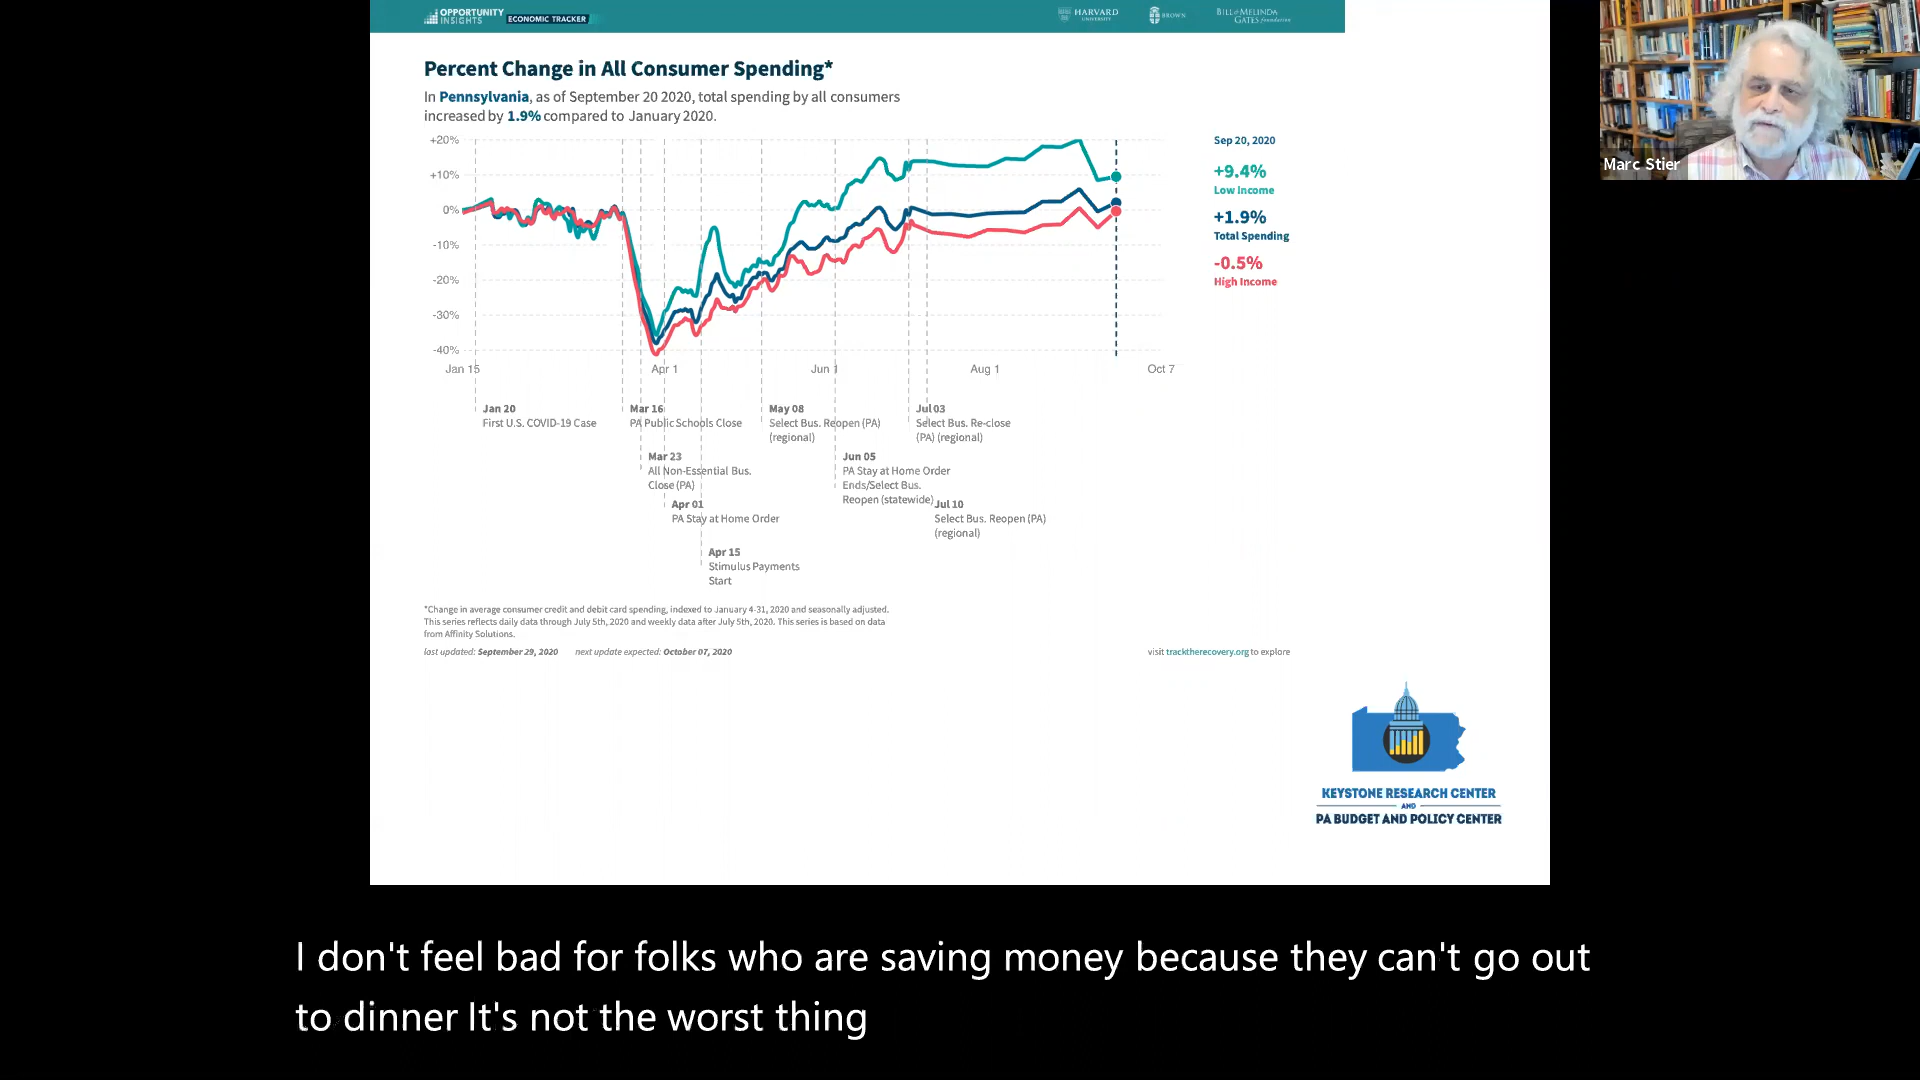 OPPORTUNITY
INSIGHTS ECONOMIC TRACKER
HARVARD
UNIVERSITY
BROWN
BILL & MELINDA
GATES foundation
Percent Change in All Consumer Spending*
In Pennsylvania, as of September 20 2020, total spending by all consumers
increased by 1.9% compared to January 2020.
+20%
+10%
0%
-10%
-20%
-30%
-40%
Jan 15
Apr 1
Jun 1
Aug 1
Oct 7
Sep 20, 2020
+9.4%
Low Income
+1.9%
Total Spending
-0.5%
High Income
Jan 20
First U.S. COVID-19 Case
Mar 16
PA Public Schools Close
Mar 23
All Non-Essential Bus.
Close (PA)
Apr 01
PA Stay at Home Order
Apr 15
Stimulus Payments
Start
May 08
Select Bus. Reopen (PA)
(regional)
Jun 05
PA Stay at Home Order
Ends/Select Bus.
Reopen (statewide)
Jul 03
Select Bus. Re-close
(PA) (regional)
Jul 10
Select Bus. Reopen (PA)
(regional)
*Change in average consumer credit and debit card spending, indexed to January 4-31, 2020 and seasonally adjusted.
This series reflects daily data through July 5th, 2020 and weekly data after July 5th, 2020. This series is based on data
from Affinity Solutions.
last updated: September 29, 2020 next update expected: October 07, 2020
visit tracktherecovery.org to explore
KEYSTONE RESEARCH CENTER
AND
PA BUDGET AND POLICY CENTER
Marc Stier
I don't feel bad for folks who are saving money because they can't go out
to dinner It's not the worst thing